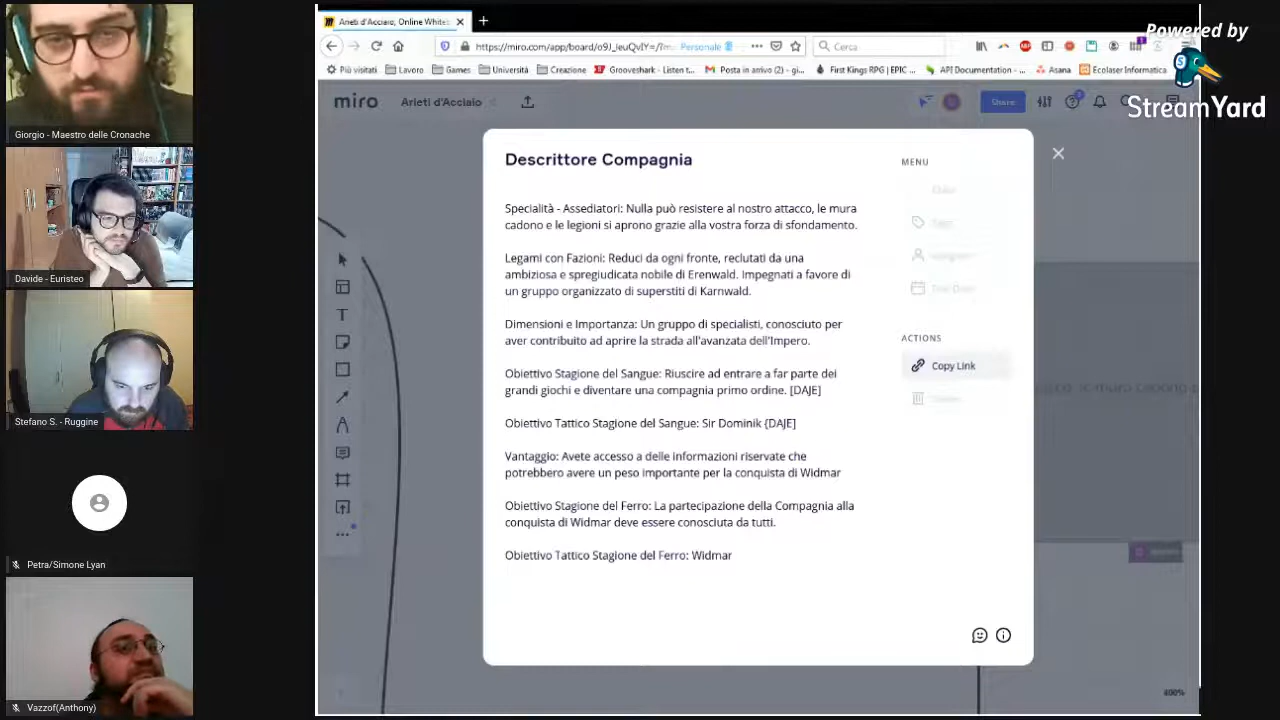 Giorgio - Maestro delle Cronache
Davide - Euristeo
Stefano S. - Ruggine
Petra/Simone Lyan
Vazzof(Anthony)
Arieti d'Acciaio, Online Whiteb
https://miro.com/app/board/o9J_leuQvIY=/?m
Personale
Cerca
Più visitati
Lavoro
Games
Università
Creazione
Grooveshark - Listen t...
Posta in arrivo (2) - gi...
First Kings RPG | EPIC ...
API Documentation - ...
Asana
Ecolaser Informatica
Powered by
StreamYard
miro
Arieti d'Acciaio
Share
Descrittore Compagnia
Specialità - Assediatori: Nulla può resistere al nostro attacco, le mura
cadono e le legioni si aprono grazie alla vostra forza di sfondamento.
Legami con Fazioni: Reduci da ogni fronte, reclutati da una
ambiziosa e spregiudicata nobile di Erenwald. Impegnati a favore di
un gruppo organizzato di superstiti di Karnwald.
Dimensioni e Importanza: Un gruppo di specialisti, conosciuto per
aver contribuito ad aprire la strada all'avanzata dell'Impero.
Obiettivo Stagione del Sangue: Riuscire ad entrare a far parte dei
grandi giochi e diventare una compagnia primo ordine. [DAJE]
Obiettivo Tattico Stagione del Sangue: Sir Dominik {DAJE]
Vantaggio: Avete accesso a delle informazioni riservate che
potrebbero avere un peso importante per la conquista di Widmar
Obiettivo Stagione del Ferro: La partecipazione della Compagnia alla
conquista di Widmar deve essere conosciuta da tutti.
Obiettivo Tattico Stagione del Ferro: Widmar
MENU
ACTIONS
Copy Link
400%